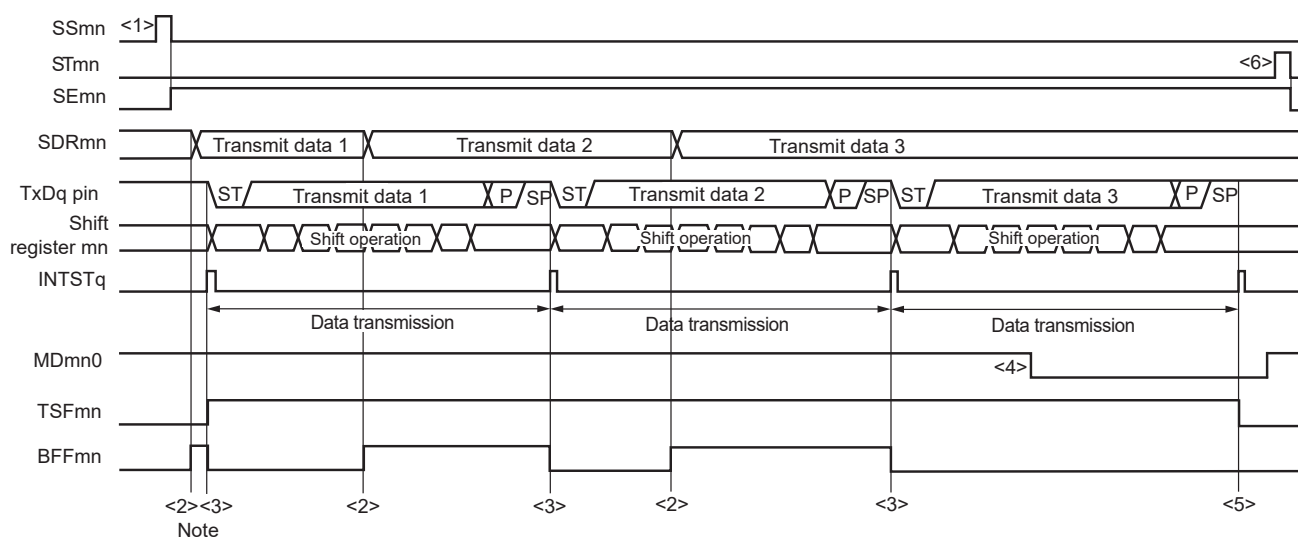 SSmn <1>
STmn <6>
SEmn
SDRmn Transmit data 1 Transmit data 2 Transmit data 3
TxDq pin ST Transmit data 1 P SP ST Transmit data 2 P SP ST Transmit data 3 P SP
Shift
register mn Shift operation Shift operation Shift operation
INTSTq
Data transmission Data transmission Data transmission
MDmn0 <4>
TSFmn
BFFmn
<2> <3> <2> <3> <2> <3> <5>
Note